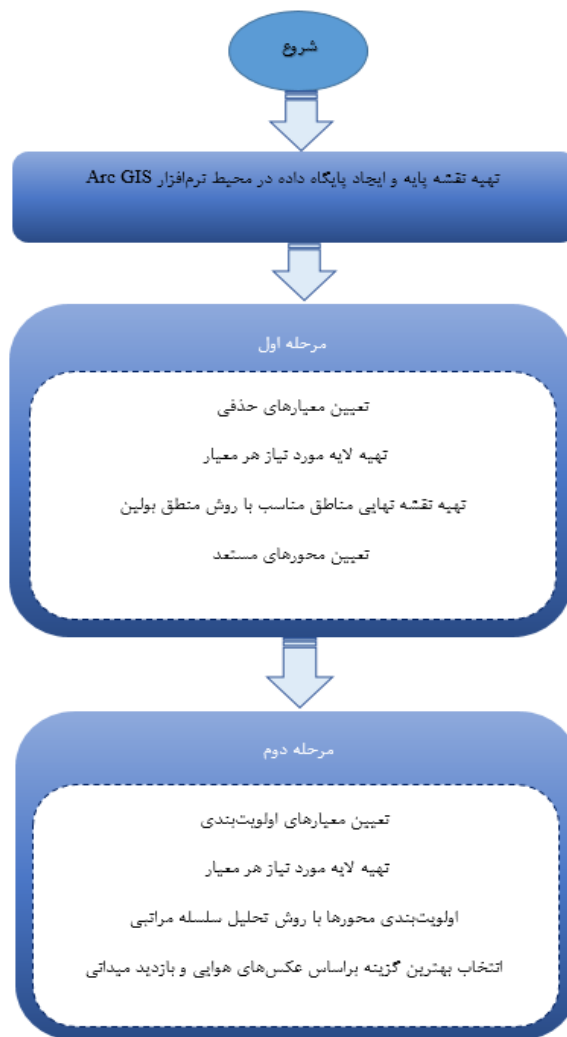 شروع
تهیه نقشه پایه و ایجاد پایگاه داده در محیط نرم‌افزار Arc GIS
مرحله اول
تعیین معیارهای حذفی
تهیه لایه مورد نیاز هر معیار
تهیه نقشه نهایی مناطق مناسب با روش منطق بولین
تعیین محورهای مستعد
مرحله دوم
تعیین معیارهای اولویت‌بندی
تهیه لایه مورد نیاز هر معیار
اولویت‌بندی محورها با روش تحلیل سلسله مراتبی
انتخاب بهترین گزینه براساس عکس‌های هوایی و بازدید میدانی